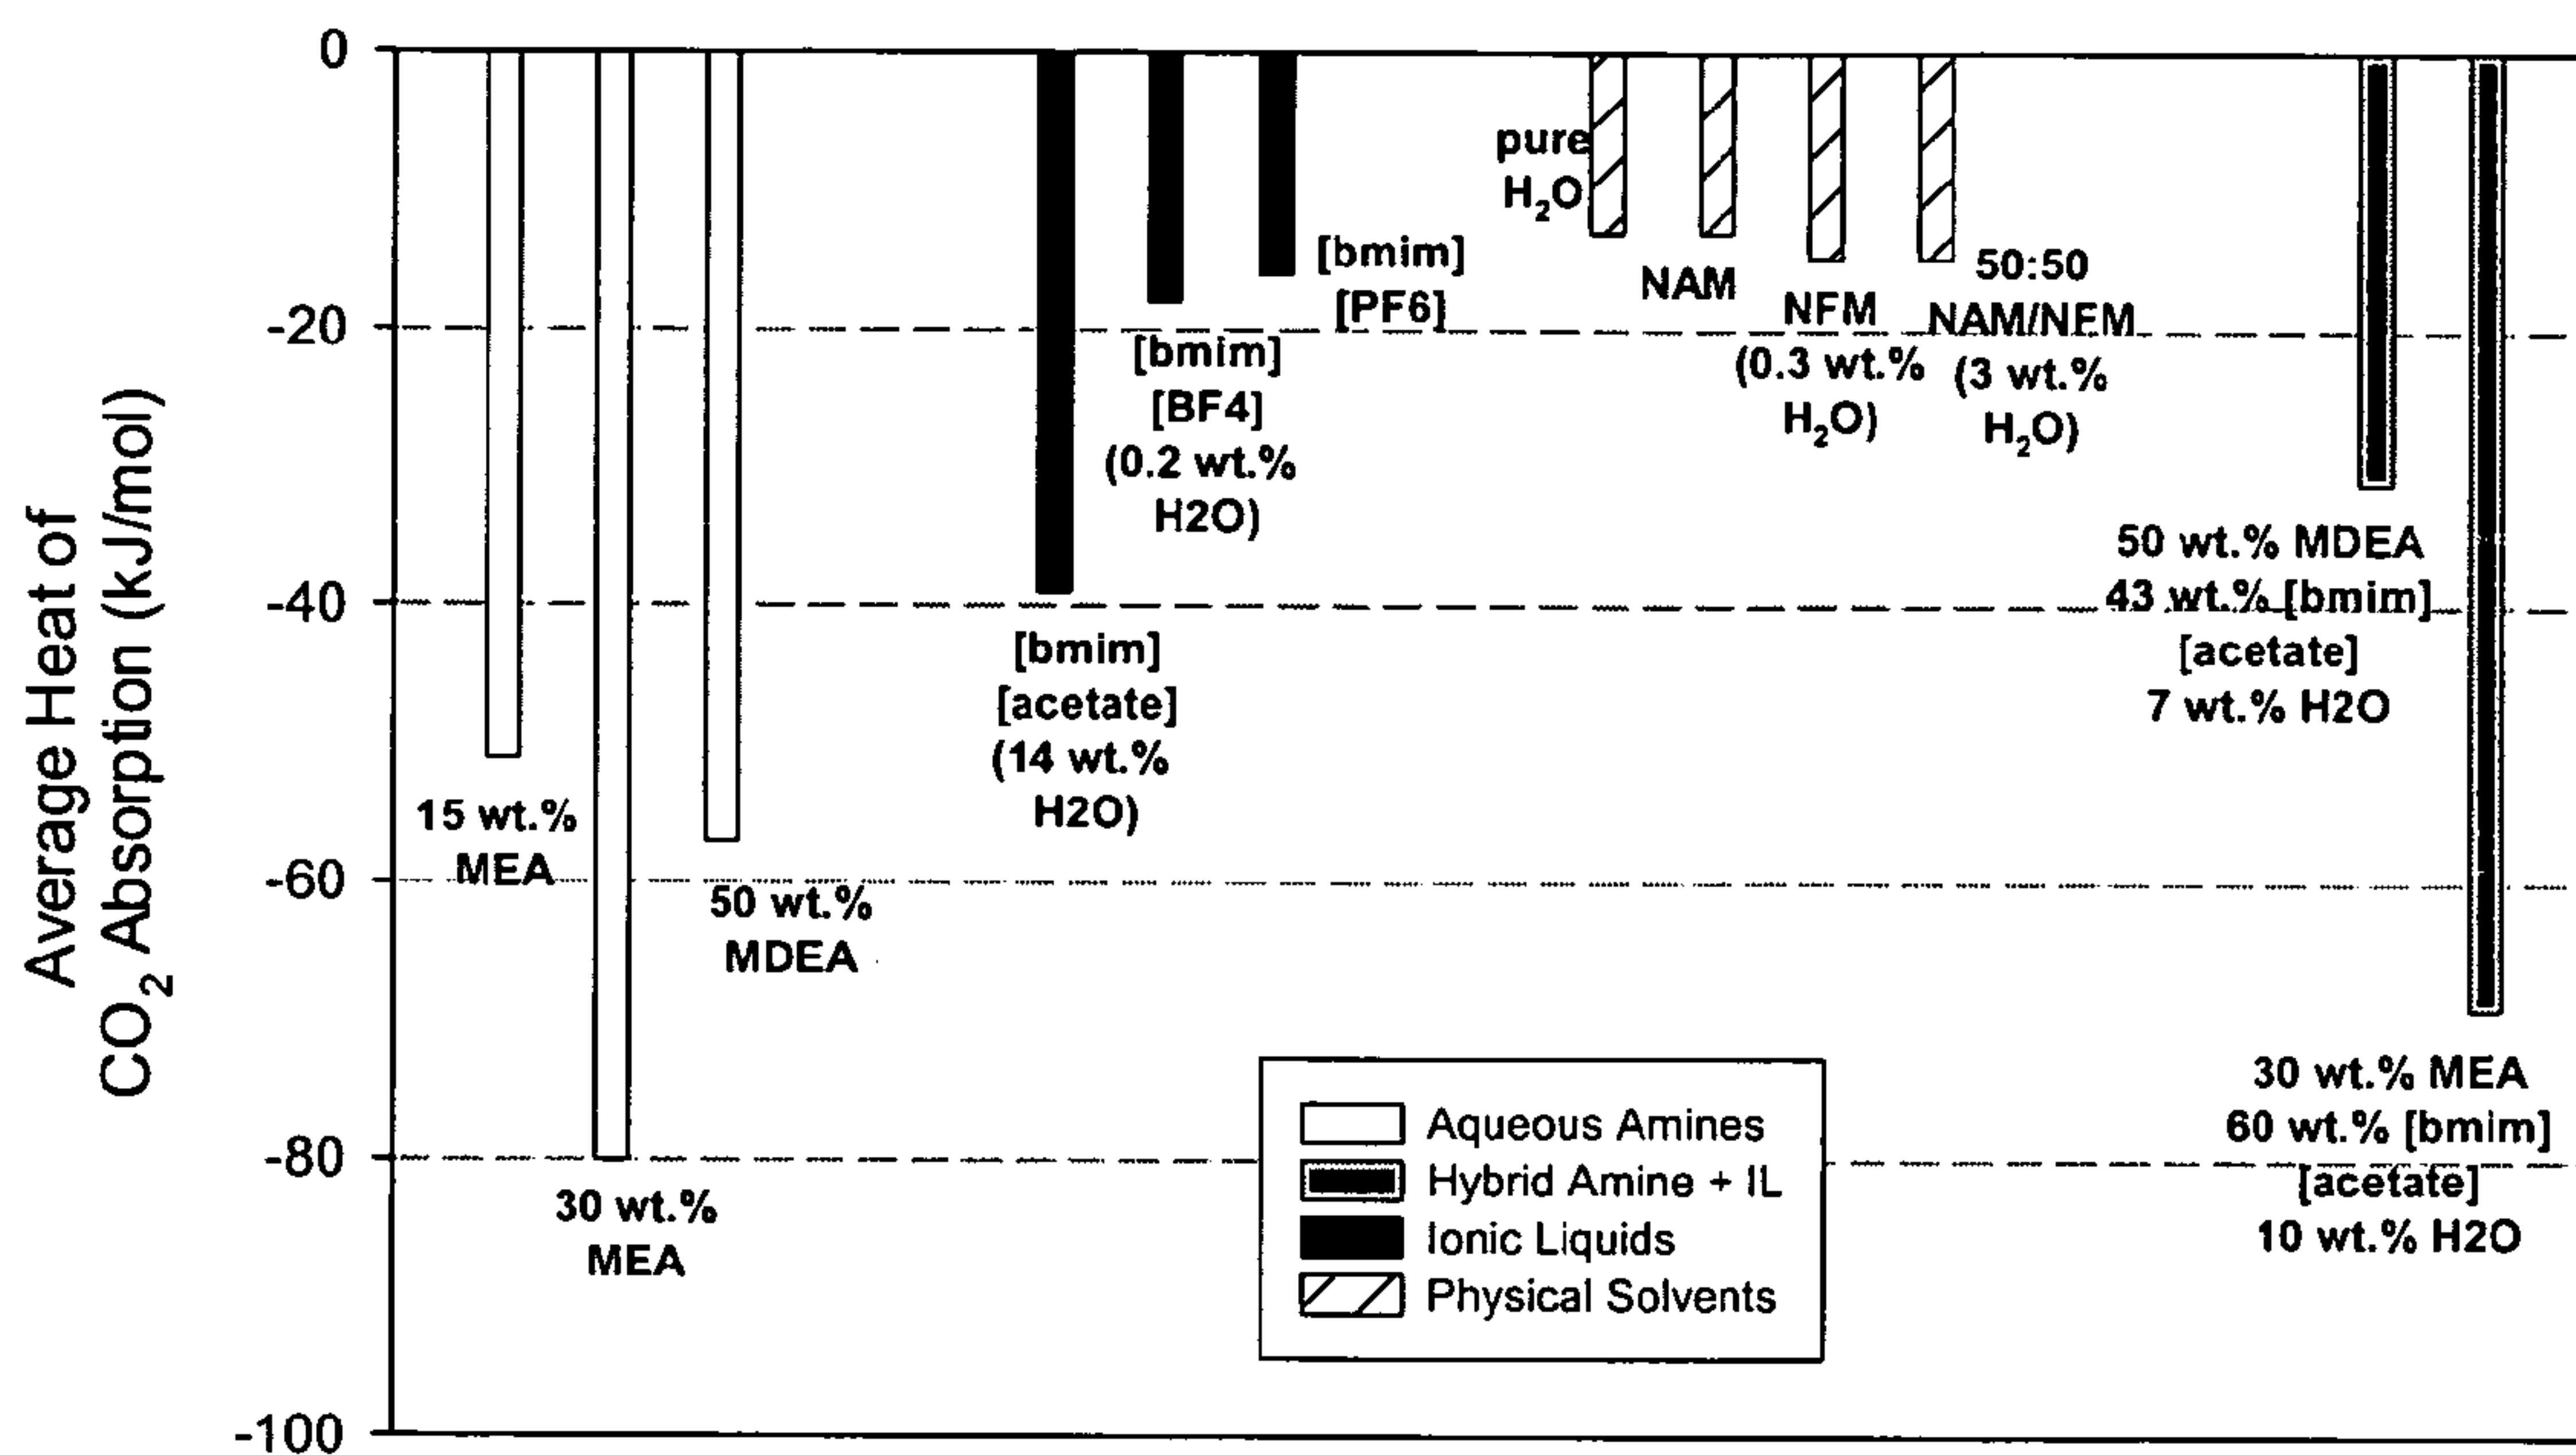 Average Heat of
CO₂ Absorption (kJ/mol)
0
-20
-40
-60
-80
-100
15 wt.%
MEA
30 wt.%
MEA
50 wt.%
MDEA
[bmim]
[acetate]
(14 wt.%
H2O)
[bmim]
[BF4]
(0.2 wt.%
H2O)
[bmim]
[PF6]
pure
H₂O
NAM
NFM
(0.3 wt.%
H₂O)
50:50
NAM/NFM
(3 wt.%
H₂O)
50 wt.% MDEA
43 wt.% [bmim]
[acetate]
7 wt.% H2O
30 wt.% MEA
60 wt.% [bmim]
[acetate]
10 wt.% H2O
Aqueous Amines
Hybrid Amine + IL
Ionic Liquids
Physical Solvents